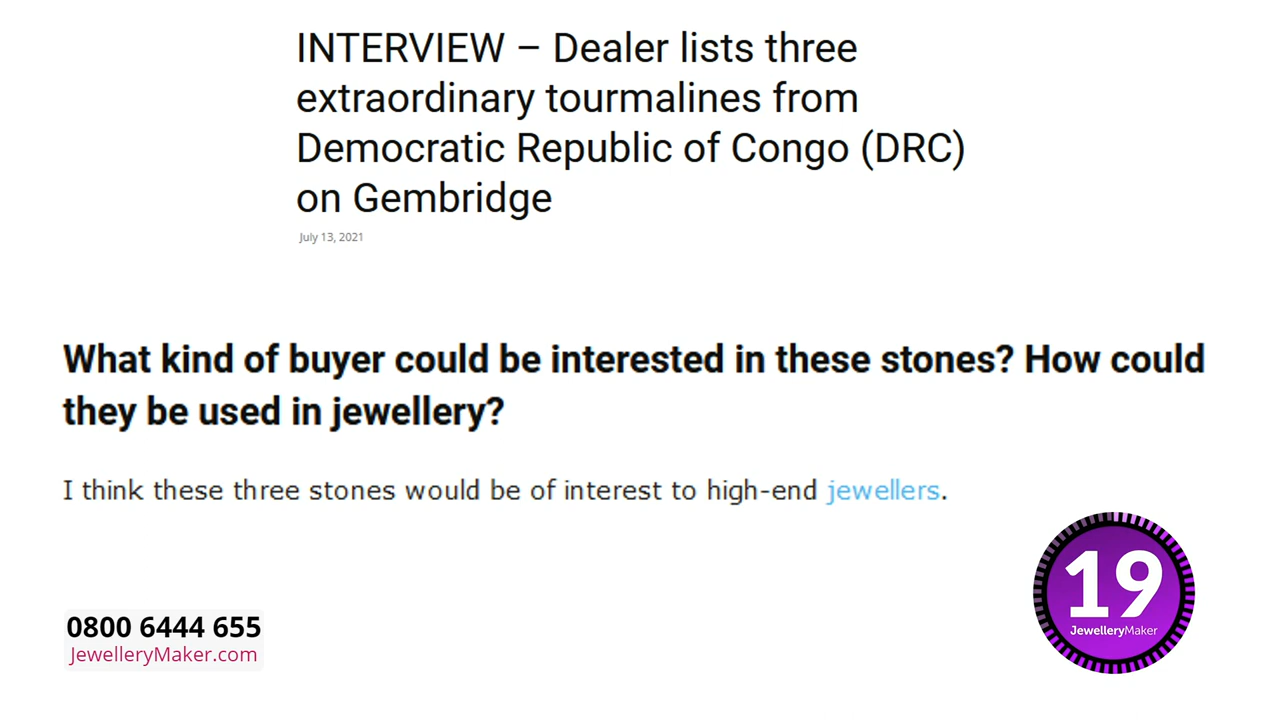 INTERVIEW – Dealer lists three
extraordinary tourmalines from
Democratic Republic of Congo (DRC)
on Gembridge
July 13, 2021
What kind of buyer could be interested in these stones? How could
they be used in jewellery?
I think these three stones would be of interest to high-end jewellers.
19
JewelleryMaker
0800 6444 655
JewelleryMaker.com